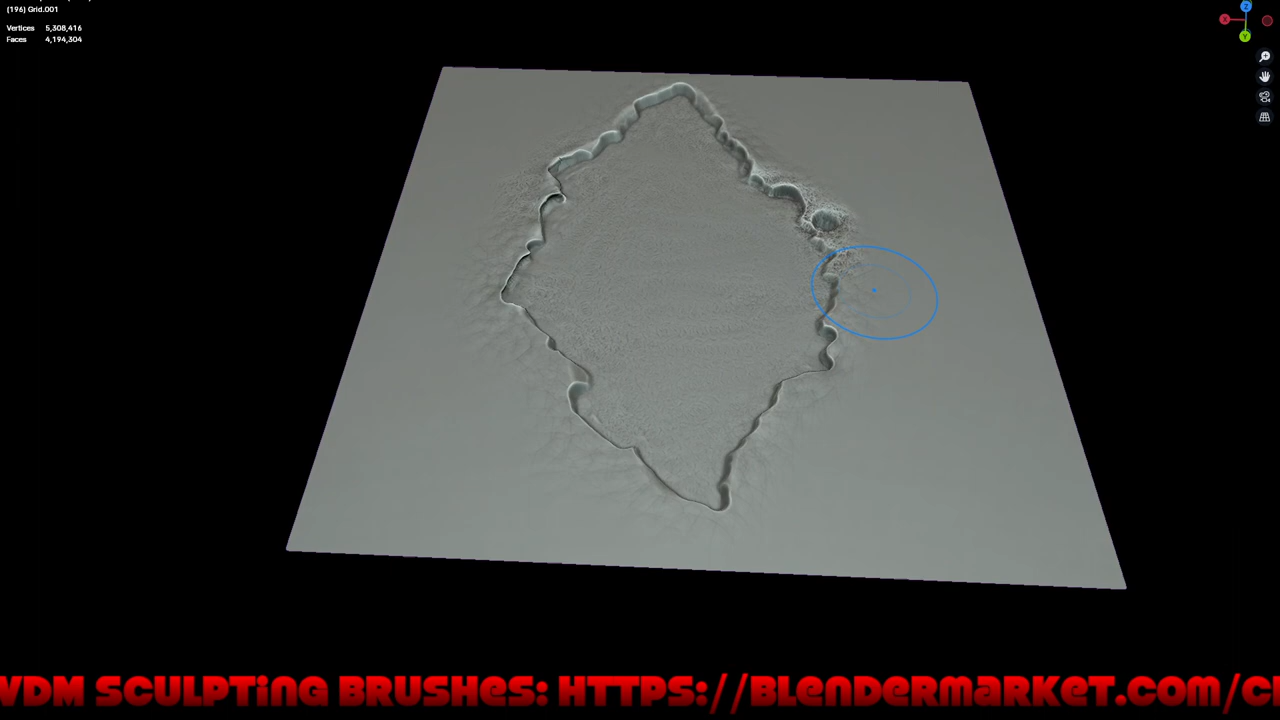 (196) Grid.001
Vertices 5,308,416
Faces 4,194,304
Z
X
Y
VDM SCULPTING BRUSHES: HTTPS://BLENDERMARKET.COM/C